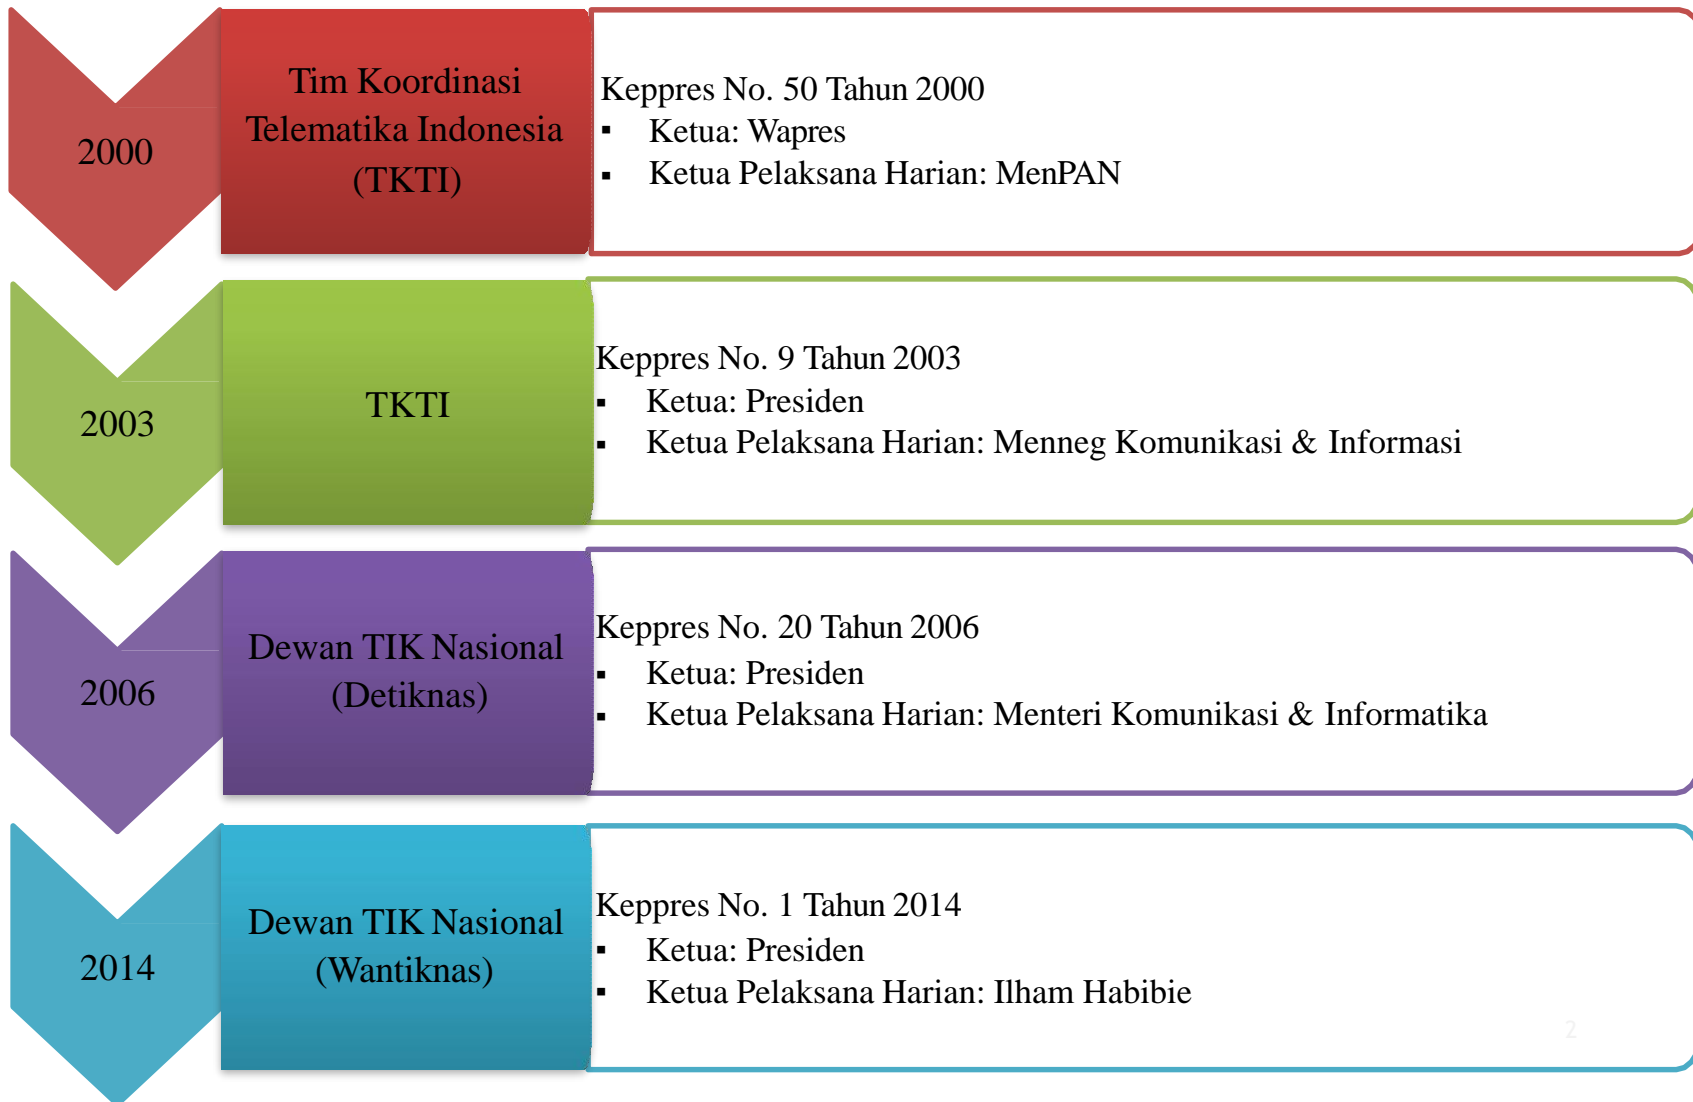 2000
Tim Koordinasi
Telematika Indonesia
(TKTI)
Keppres No. 50 Tahun 2000
▪ Ketua: Wapres
▪ Ketua Pelaksana Harian: MenPAN
2003
TKTI
Keppres No. 9 Tahun 2003
▪ Ketua: Presiden
▪ Ketua Pelaksana Harian: Menneg Komunikasi & Informasi
2006
Dewan TIK Nasional
(Detiknas)
Keppres No. 20 Tahun 2006
▪ Ketua: Presiden
▪ Ketua Pelaksana Harian: Menteri Komunikasi & Informatika
2014
Dewan TIK Nasional
(Wantiknas)
Keppres No. 1 Tahun 2014
▪ Ketua: Presiden
▪ Ketua Pelaksana Harian: Ilham Habibie
2